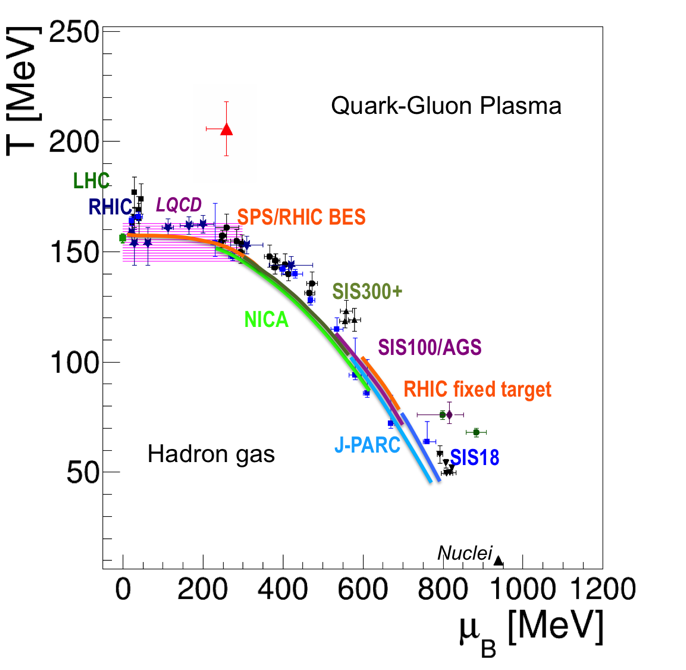 250
T [MeV]
Quark-Gluon Plasma
200
LHC
RHIC
LQCD
SPS/RHIC BES
150
SIS300+
NICA
SIS100/AGS
100
RHIC fixed target
J-PARC
Hadron gas
SIS18
50
Nuclei
0 200 400 600 800 1000 1200
μB [MeV]